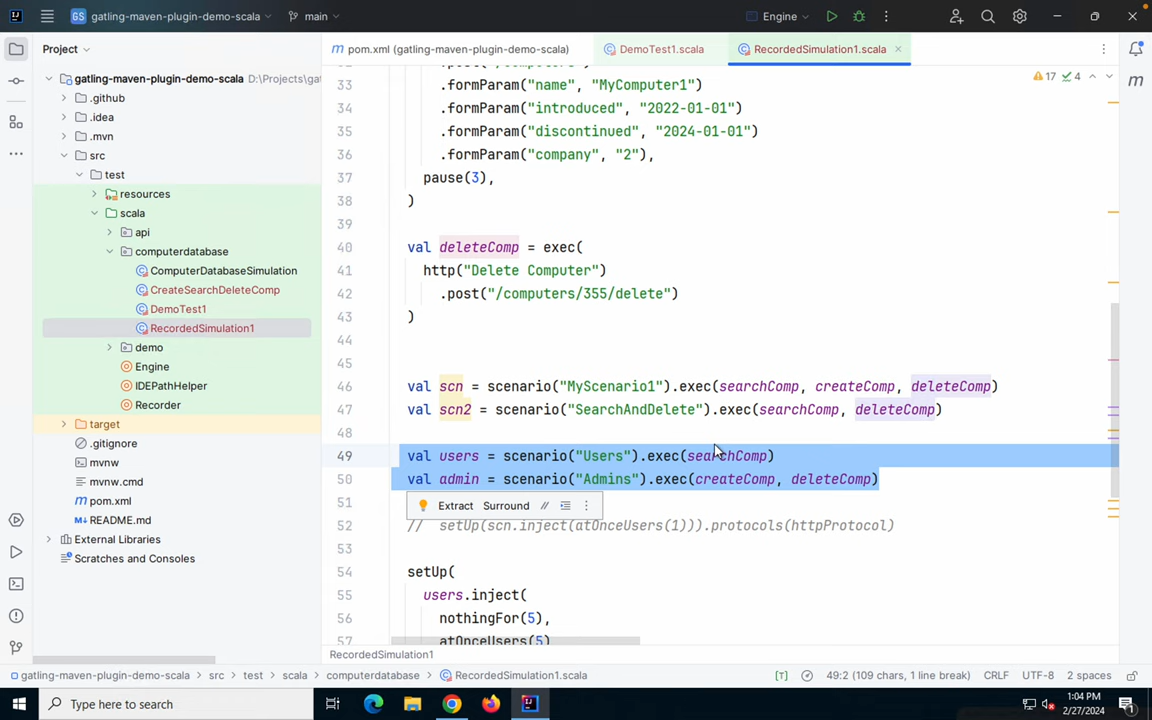 GS gatling-maven-plugin-demo-scala main Engine
Project
pom.xml (gatling-maven-plugin-demo-scala) DemoTest1.scala RecordedSimulation1.scala
gatling-maven-plugin-demo-scala D:\Projects\gat
.github
.idea
.mvn
src
test
resources
scala
api
computerdatabase
ComputerDatabaseSimulation
CreateSearchDeleteComp
DemoTest1
RecordedSimulation1
demo
Engine
IDEPathHelper
Recorder
target
.gitignore
mvnw
mvnw.cmd
pom.xml
README.md
External Libraries
Scratches and Consoles
17 4
33 .formParam("name", "MyComputer1")
34 .formParam("introduced", "2022-01-01")
35 .formParam("discontinued", "2024-01-01")
36 .formParam("company", "2"),
37 pause(3),
38 )
39
40 val deleteComp = exec(
41 http("Delete Computer")
42 .post("/computers/355/delete")
43 )
44
45
46 val scn = scenario("MyScenario1").exec(searchComp, createComp, deleteComp)
47 val scn2 = scenario("SearchAndDelete").exec(searchComp, deleteComp)
48
49 val users = scenario("Users").exec(searchComp)
50 val admin = scenario("Admins").exec(createComp, deleteComp)
51 Extract Surround //
52 // setUp(scn.inject(atOnceUsers(1))).protocols(httpProtocol)
53
54 setUp(
55 users.inject(
56 nothingFor(5),
57 atOnceUsers(5)
RecordedSimulation1
gatling-maven-plugin-demo-scala > src > test > scala > computerdatabase > RecordedSimulation1.scala [T] 49:2 (109 chars, 1 line break) CRLF UTF-8 2 spaces
Type here to search 1:04 PM
2/27/2024 1